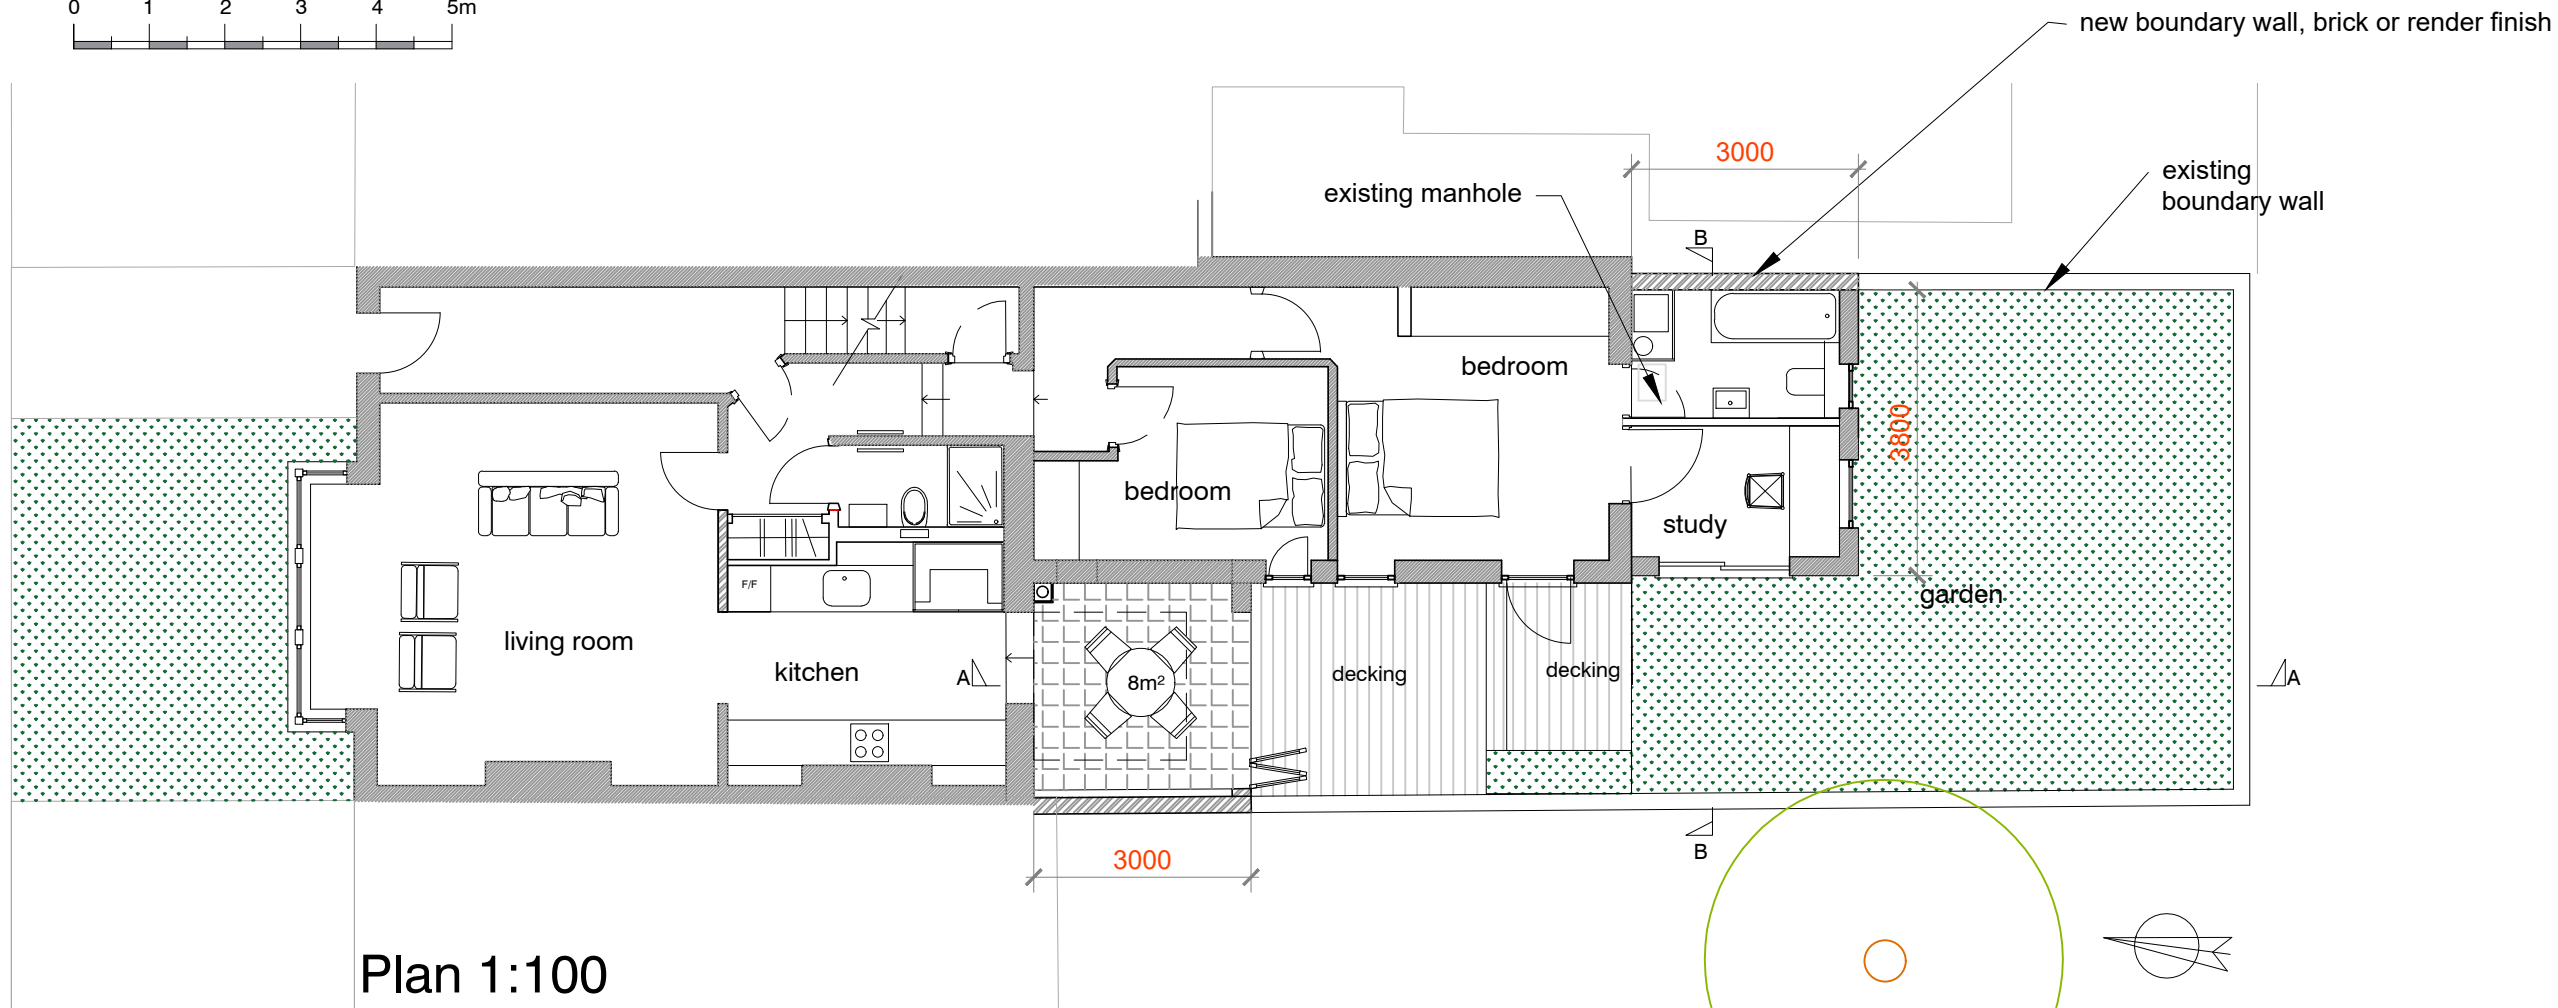 0 1 2 3 4 5m
new boundary wall, brick or render finish
3000
existing
boundary wall
existing manhole
B
bedroom
3800
bedroom
study
F/F
garden
living room
kitchen
A
8m²
decking
decking
A
B
3000
Plan 1:100